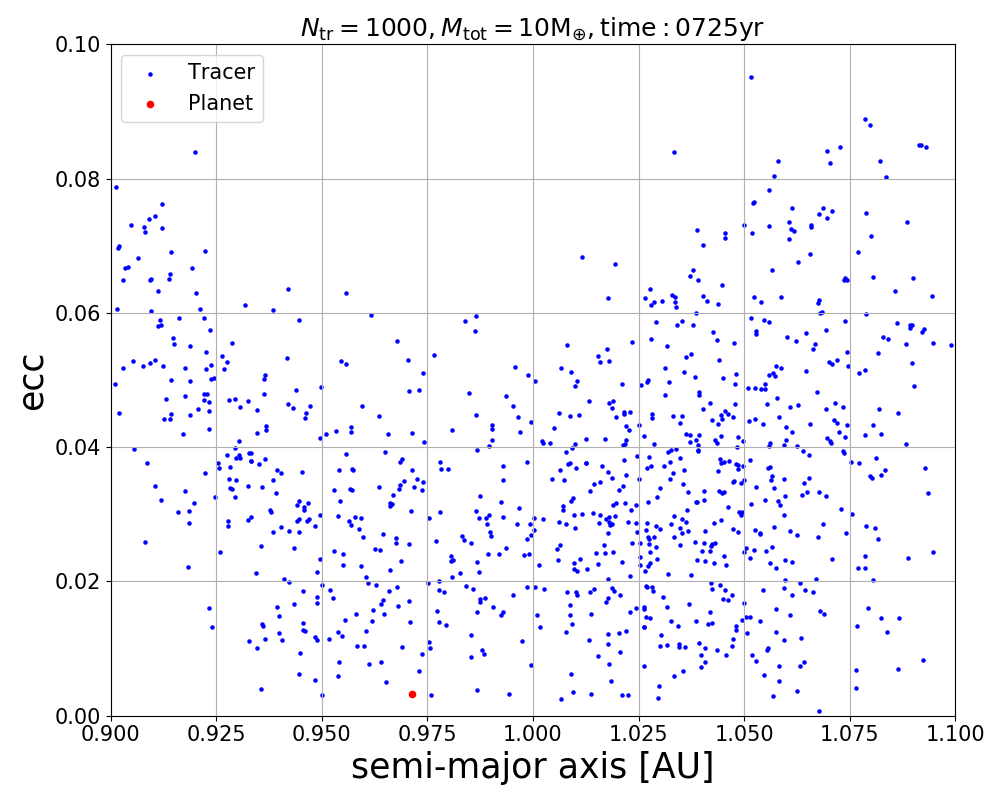 N_tr = 1000, M_tot = 10M_⊕, time : 0725yr
Tracer
Planet
ecc
0.10
0.08
0.06
0.04
0.02
0.00
0.900 0.925 0.950 0.975 1.000 1.025 1.050 1.075 1.100
semi-major axis [AU]